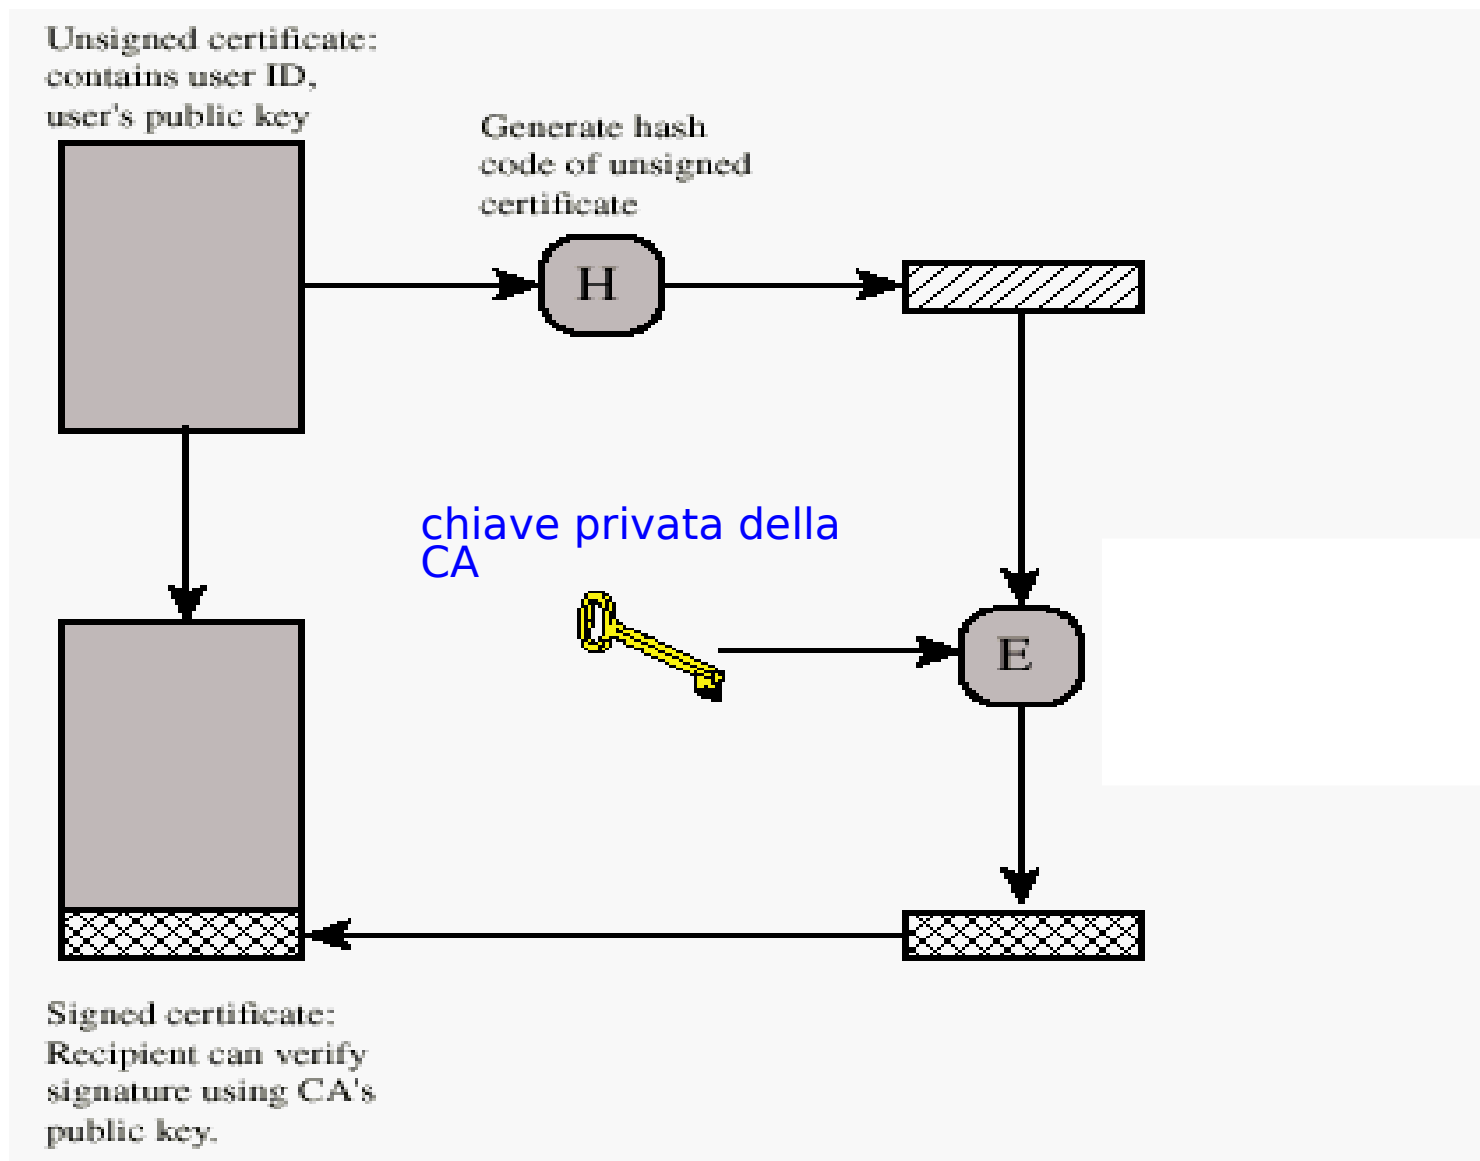 Unsigned certificate:
contains user ID,
user's public key
Generate hash
code of unsigned
certificate
H
chiave privata della
CA
E
Signed certificate:
Recipient can verify
signature using CA's
public key.